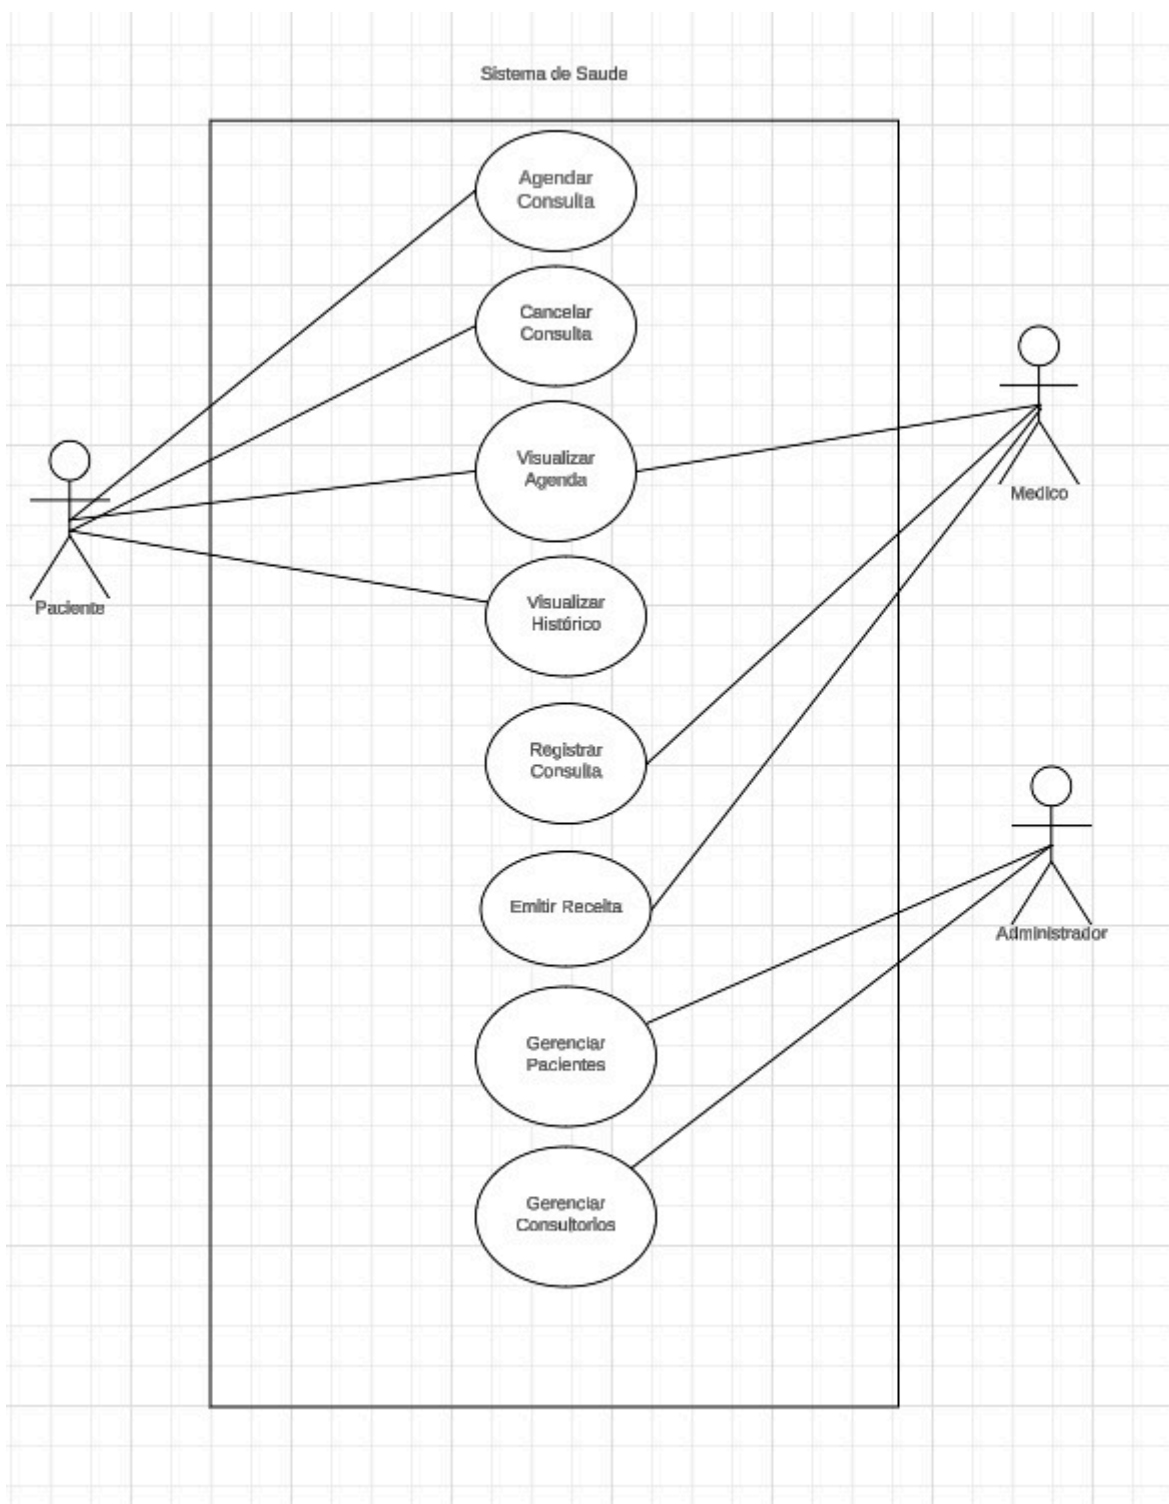 Sistema de Saude
Agendar
Consulta
Cancelar
Consulta
Visualizar
Agenda
Medico
Visualizar
Histórico
Paciente
Registrar
Consulta
Emitir Receita
Administrador
Gerenciar
Pacientes
Gerenciar
Consultorios